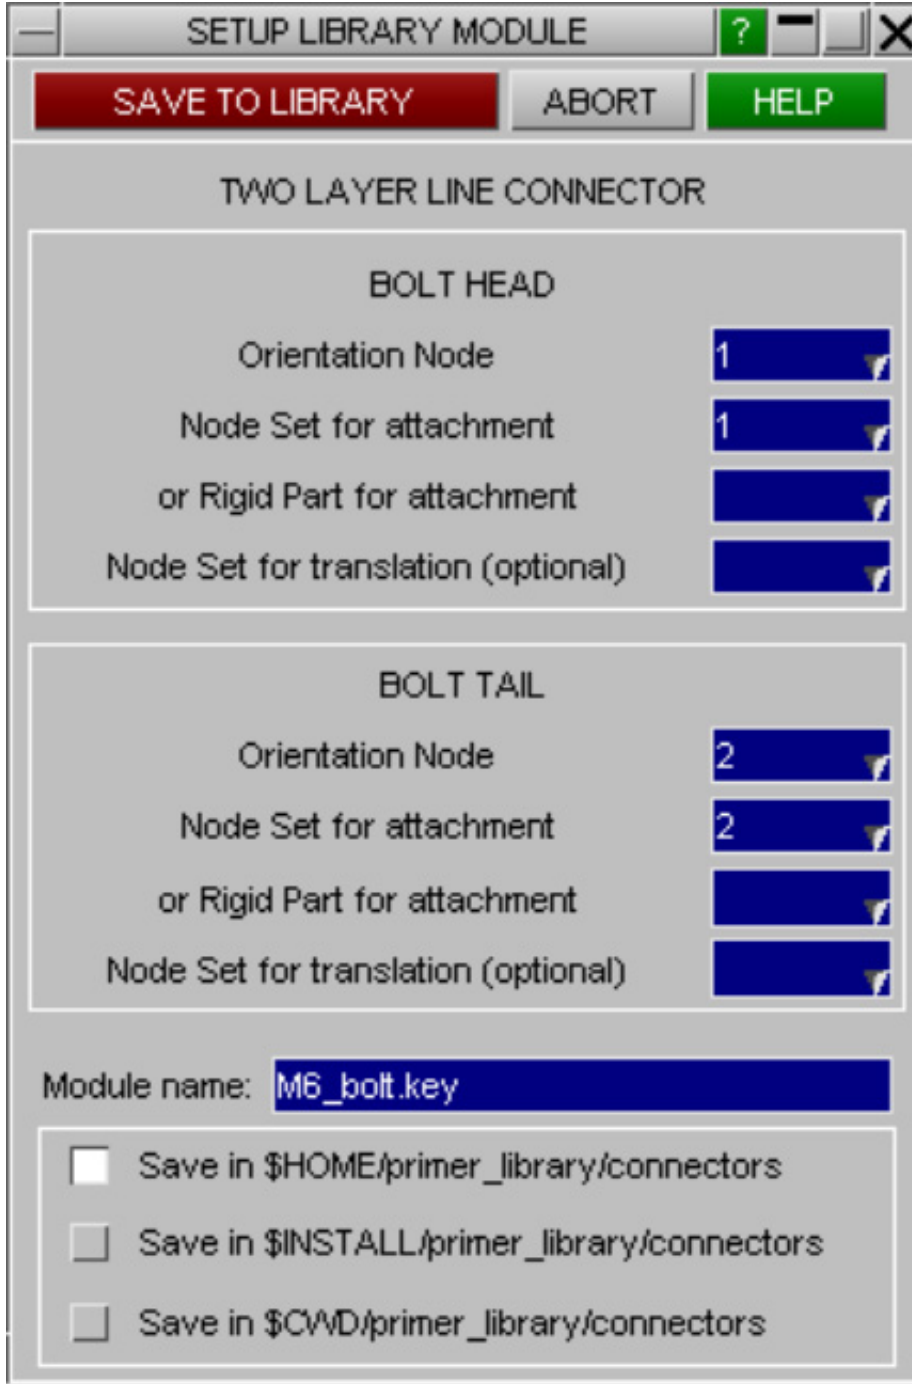 SETUP LIBRARY MODULE ?
SAVE TO LIBRARY ABORT HELP
TWO LAYER LINE CONNECTOR
BOLT HEAD
Orientation Node 1
Node Set for attachment 1
or Rigid Part for attachment
Node Set for translation (optional)
BOLT TAIL
Orientation Node 2
Node Set for attachment 2
or Rigid Part for attachment
Node Set for translation (optional)
Module name: M6_bolt.key
Save in $HOME/primer_library/connectors
Save in $INSTALL/primer_library/connectors
Save in $CWD/primer_library/connectors